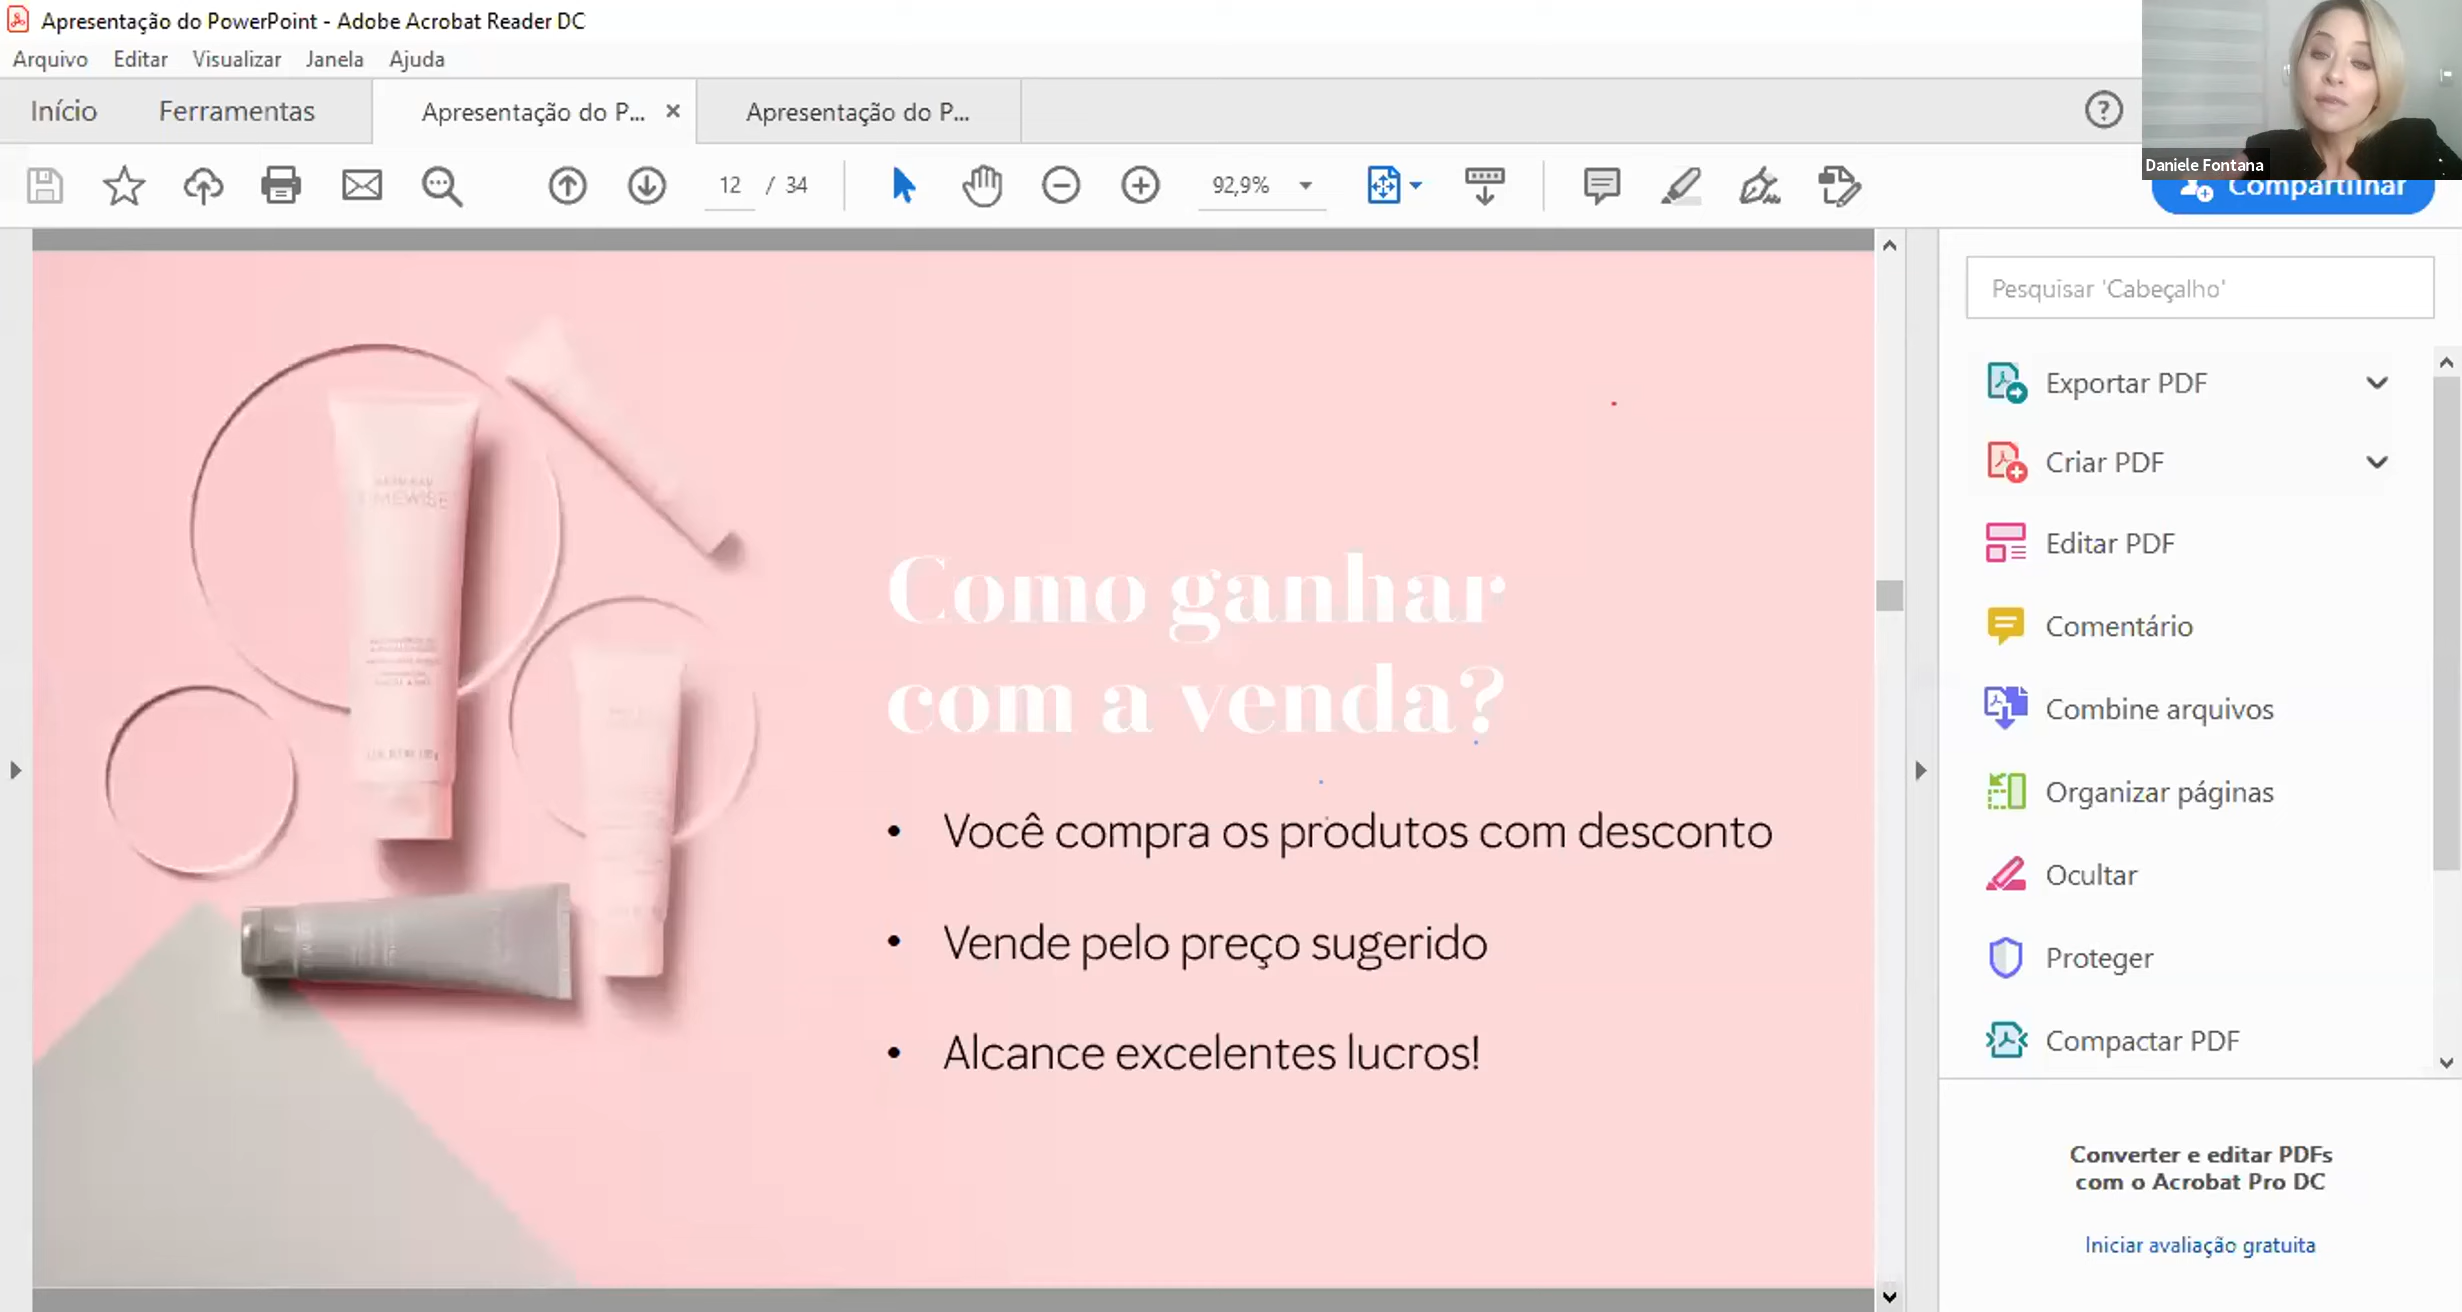 Apresentação do PowerPoint - Adobe Acrobat Reader DC
Arquivo Editar Visualizar Janela Ajuda
Início Ferramentas Apresentação do P... × Apresentação do P... ?
Daniele Fontana
12 / 34 92,9%
Compartilhar
Pesquisar 'Cabeçalho'
Exportar PDF
Criar PDF
Editar PDF
Comentário
Combine arquivos
Organizar páginas
Ocultar
Proteger
Compactar PDF
Converter e editar PDFs
com o Acrobat Pro DC
Iniciar avaliação gratuita
Como ganhar
com a venda?
• Você compra os produtos com desconto
• Vende pelo preço sugerido
• Alcance excelentes lucros!